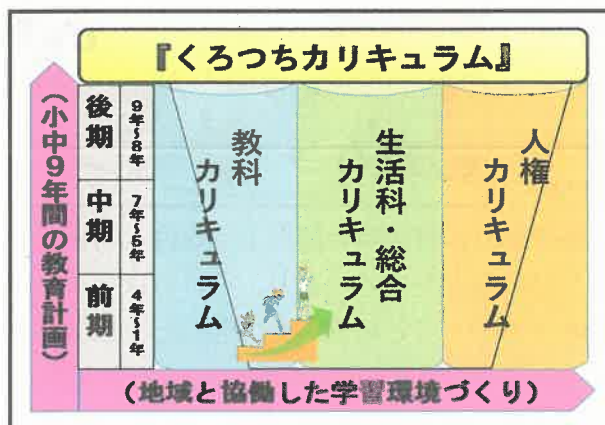 『くろつちカリキュラム』
(小中9年間の教育計画)
後期
9年~8年
中期
7年~5年
前期
4年~1年
教科
カリキュラム
生活科・総合
カリキュラム
人権
カリキュラム
(地域と協働した学習環境づくり)